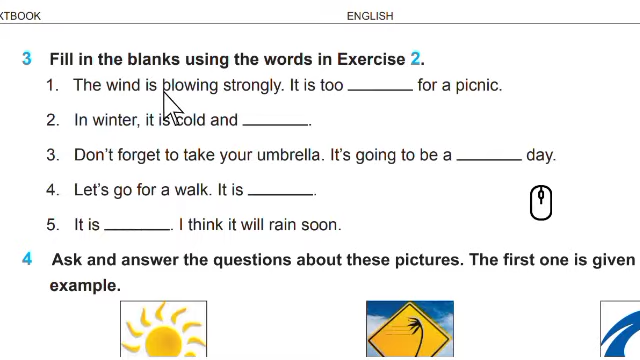 ENGLISH
3 Fill in the blanks using the words in Exercise 2.
1. The wind is blowing strongly. It is too ________ for a picnic.
2. In winter, it is cold and ________.
3. Don't forget to take your umbrella. It's going to be a ________ day.
4. Let's go for a walk. It is ________.
5. It is ________. I think it will rain soon.
4 Ask and answer the questions about these pictures. The first one is given
example.